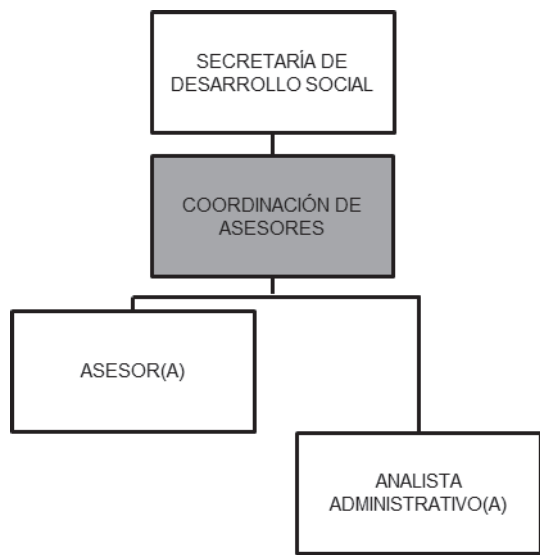 SECRETARÍA DE
DESARROLLO SOCIAL
COORDINACIÓN DE
ASESORES
ASESOR(A)
ANALISTA
ADMINISTRATIVO(A)